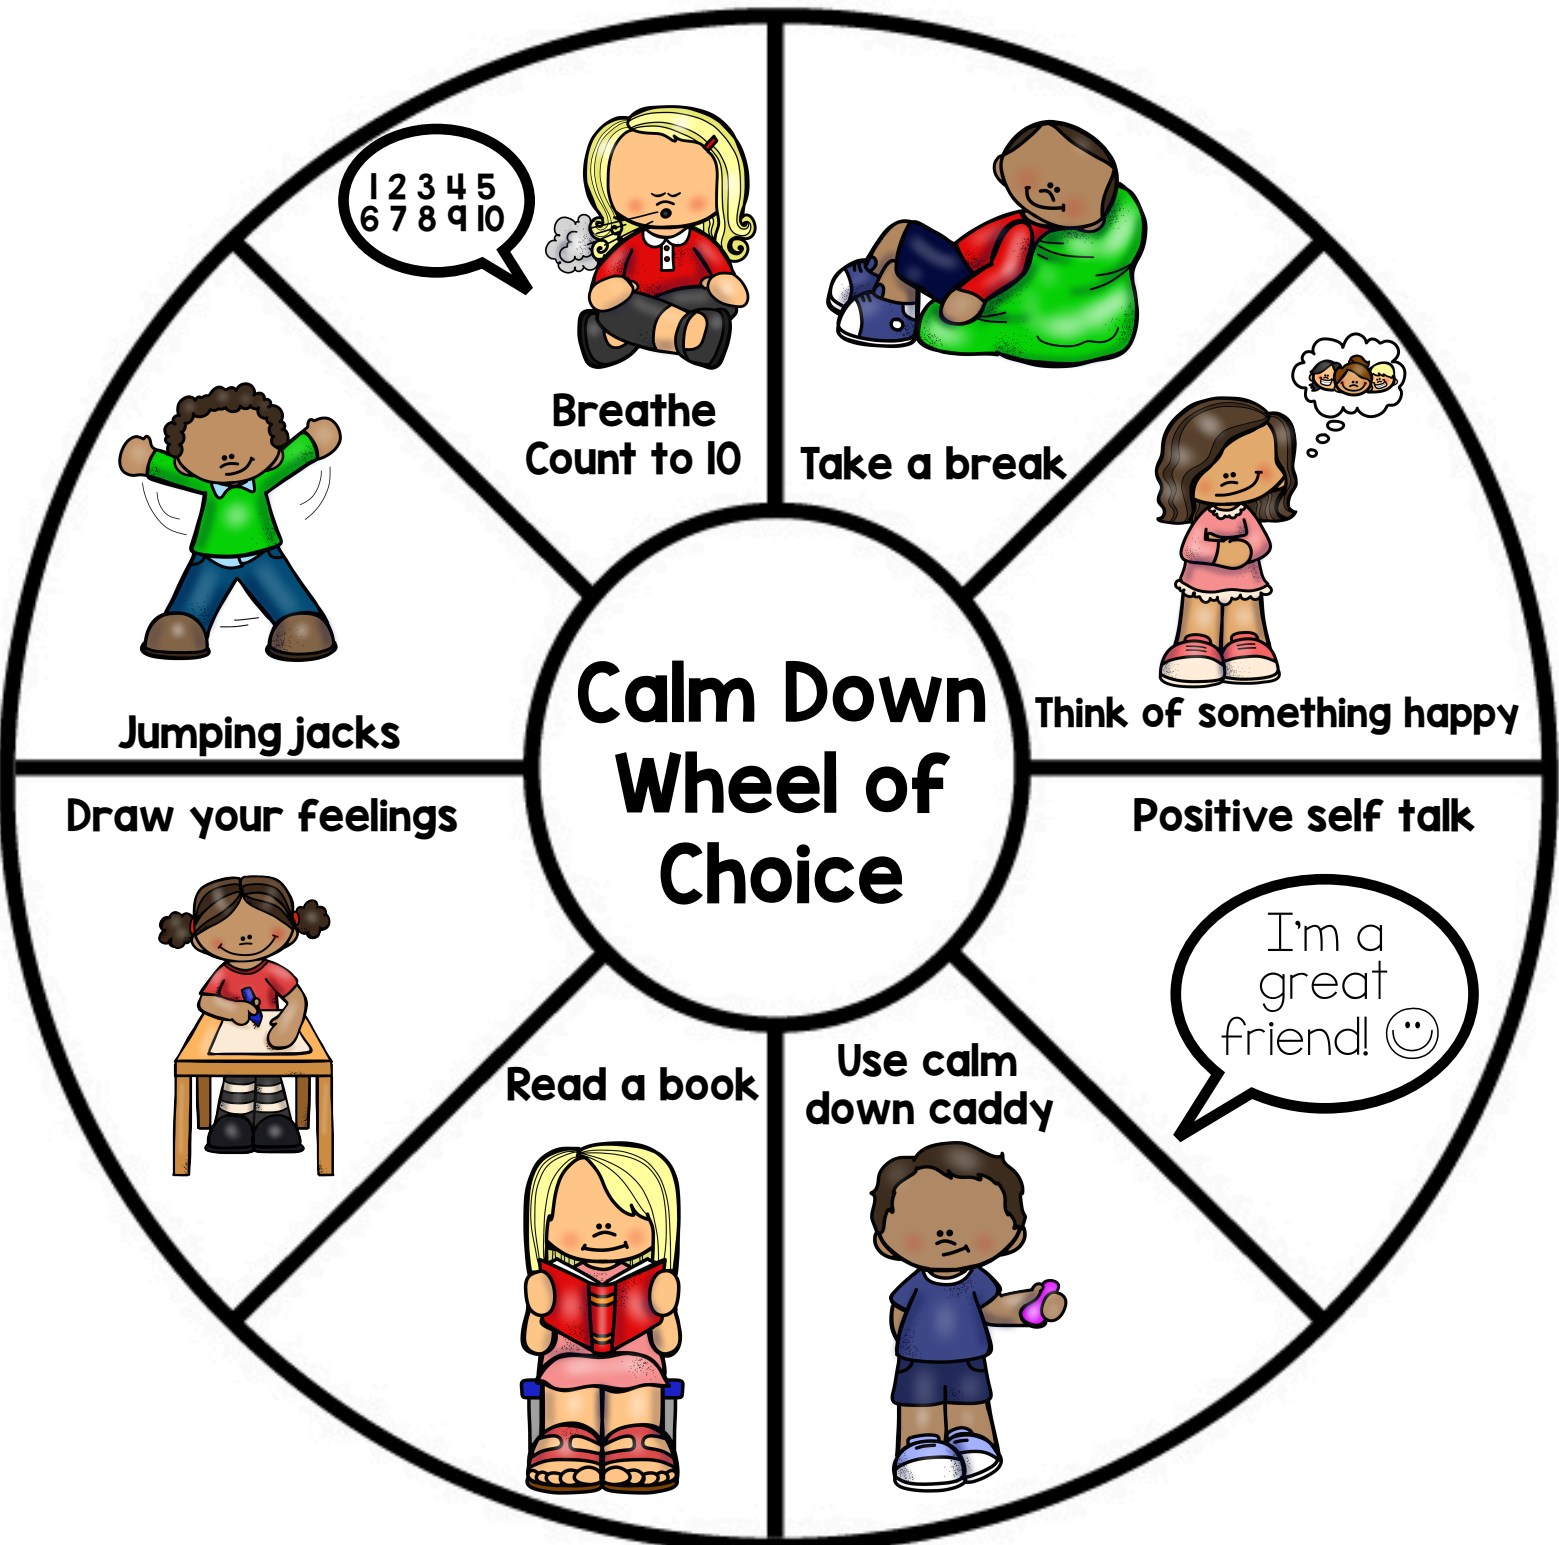 1 2 3 4 5
6 7 8 9 10
Breathe
Count to 10
Take a break
Think of something happy
Positive self talk
I'm a
great
friend!
Use calm
down caddy
Read a book
Draw your feelings
Jumping jacks
Calm Down
Wheel of
Choice